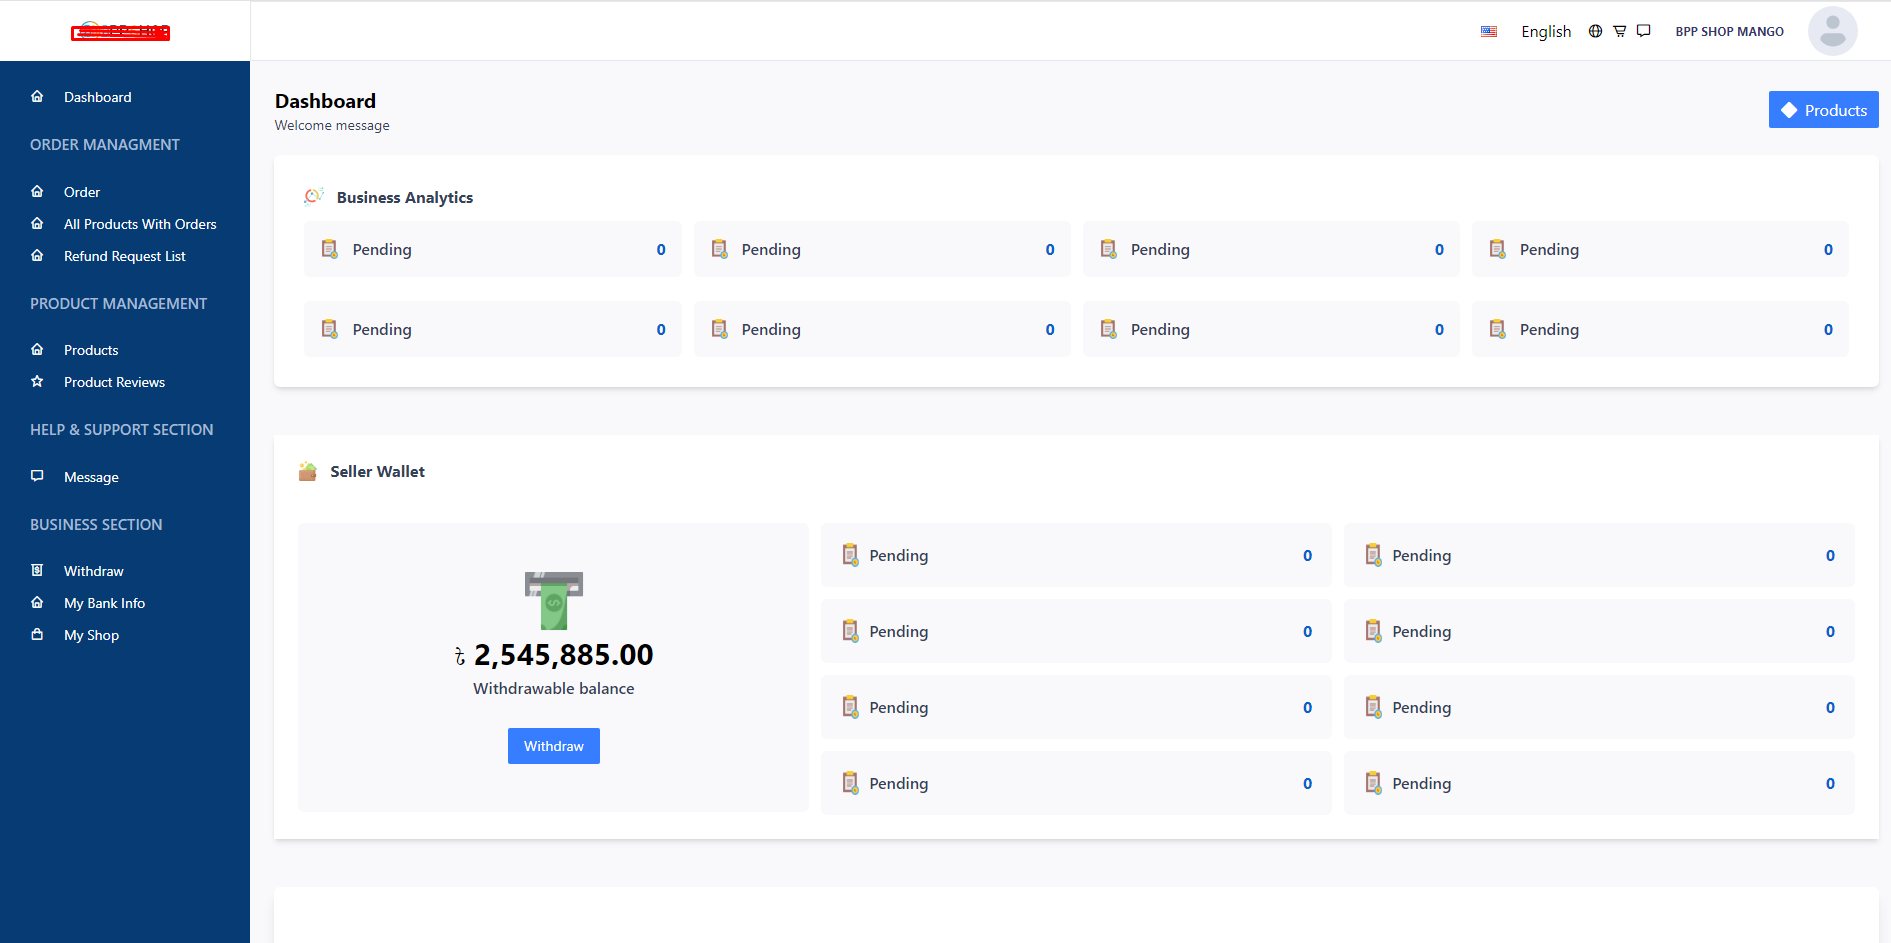 English
BPP SHOP MANGO
Dashboard
ORDER MANAGMENT
Order
All Products With Orders
Refund Request List
PRODUCT MANAGEMENT
Products
Product Reviews
HELP & SUPPORT SECTION
Message
BUSINESS SECTION
Withdraw
My Bank Info
My Shop
Dashboard
Welcome message
Products
Business Analytics
Pending 0 Pending 0 Pending 0 Pending 0
Pending 0 Pending 0 Pending 0 Pending 0
Seller Wallet
৳ 2,545,885.00
Withdrawable balance
Withdraw
Pending 0 Pending 0
Pending 0 Pending 0
Pending 0 Pending 0
Pending 0 Pending 0